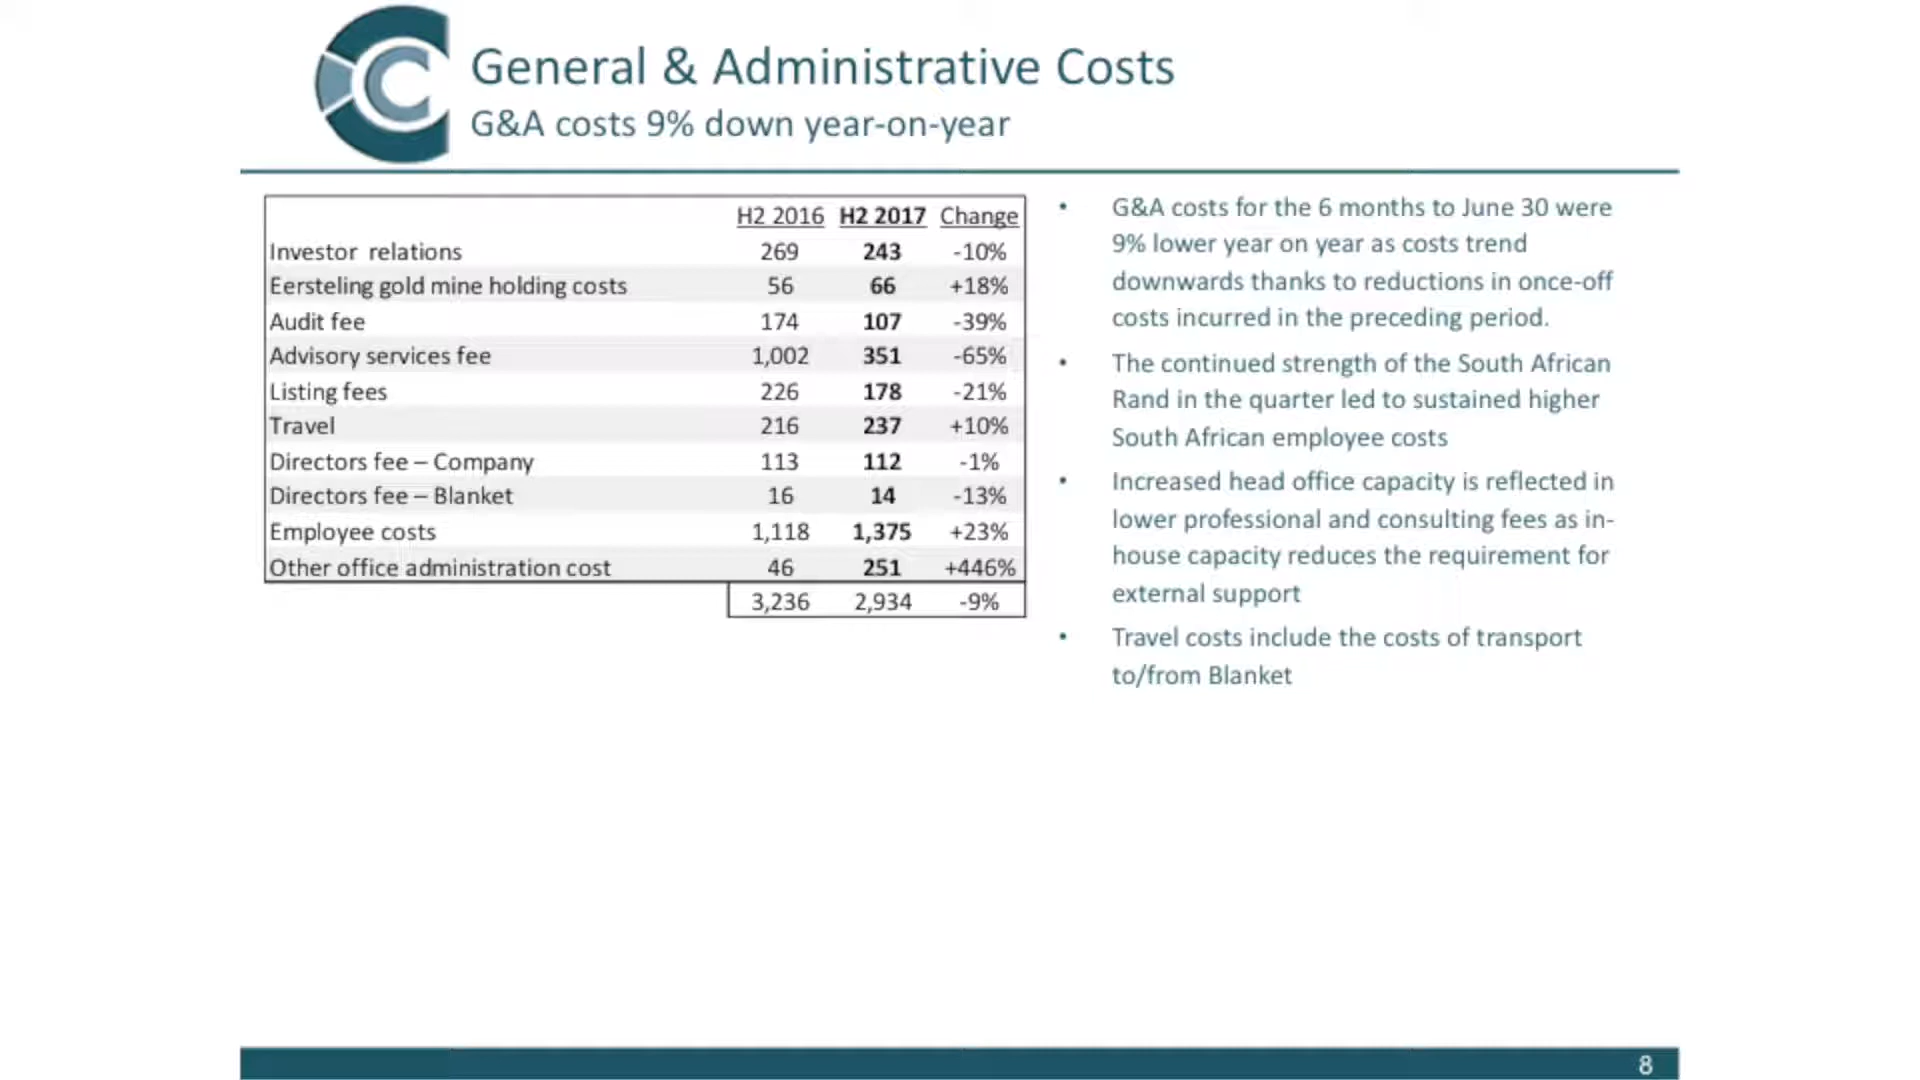 General & Administrative Costs
G&A costs 9% down year-on-year
H2 2016 H2 2017 Change
Investor relations 269 243 -10%
Eersteling gold mine holding costs 56 66 +18%
Audit fee 174 107 -39%
Advisory services fee 1,002 351 -65%
Listing fees 226 178 -21%
Travel 216 237 +10%
Directors fee – Company 113 112 -1%
Directors fee – Blanket 16 14 -13%
Employee costs 1,118 1,375 +23%
Other office administration cost 46 251 +446%
3,236 2,934 -9%
• G&A costs for the 6 months to June 30 were
9% lower year on year as costs trend
downwards thanks to reductions in once-off
costs incurred in the preceding period.
• The continued strength of the South African
Rand in the quarter led to sustained higher
South African employee costs
• Increased head office capacity is reflected in
lower professional and consulting fees as in-
house capacity reduces the requirement for
external support
• Travel costs include the costs of transport
to/from Blanket
8